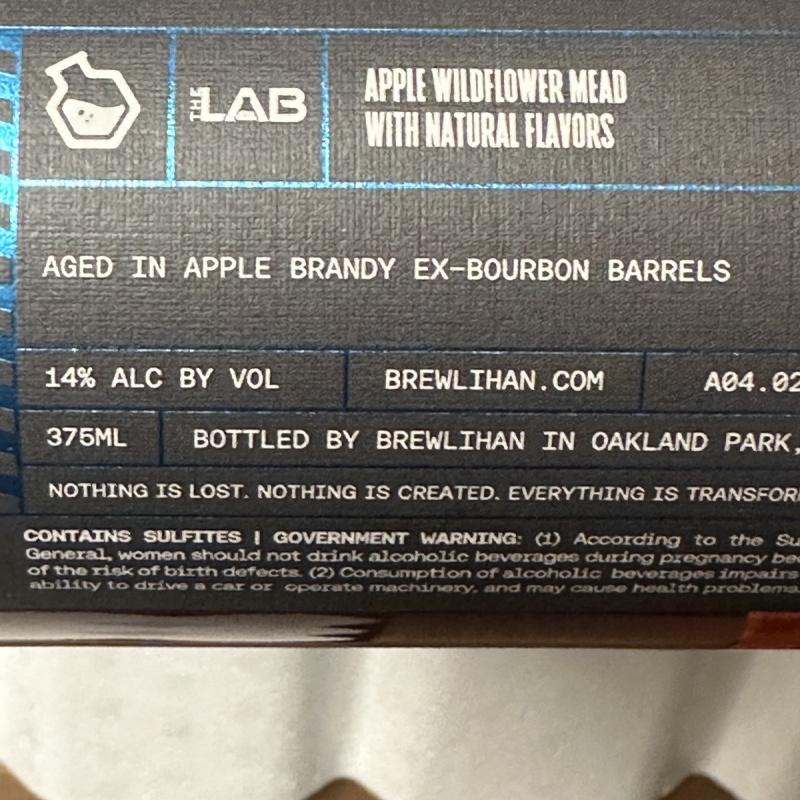 THE LAB
APPLE WILDFLOWER MEAD
WITH NATURAL FLAVORS
AGED IN APPLE BRANDY EX-BOURBON BARRELS
14% ALC BY VOL
BREWLIHAN.COM
A04.02
375ML
BOTTLED BY BREWLIHAN IN OAKLAND PARK,
NOTHING IS LOST. NOTHING IS CREATED. EVERYTHING IS TRANSFOR
CONTAINS SULFITES | GOVERNMENT WARNING: (1) According to the Su
General, women should not drink alcoholic beverages during pregnancy bec
of the risk of birth defects. (2) Consumption of alcoholic beverages impairs
ability to drive a car or operate machinery, and may cause health problems.